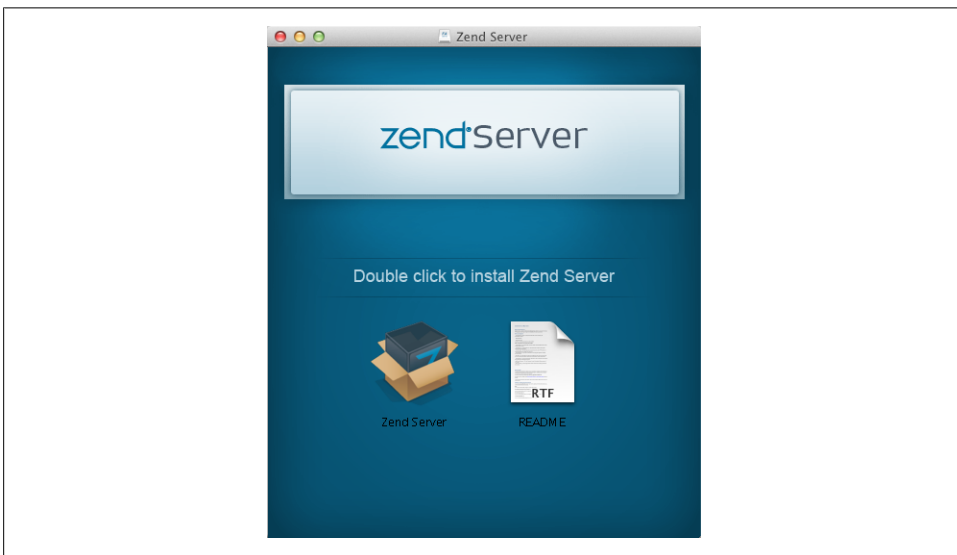 Zend Server
zend Server
Double click to install Zend Server
RTF
Zend Server
README